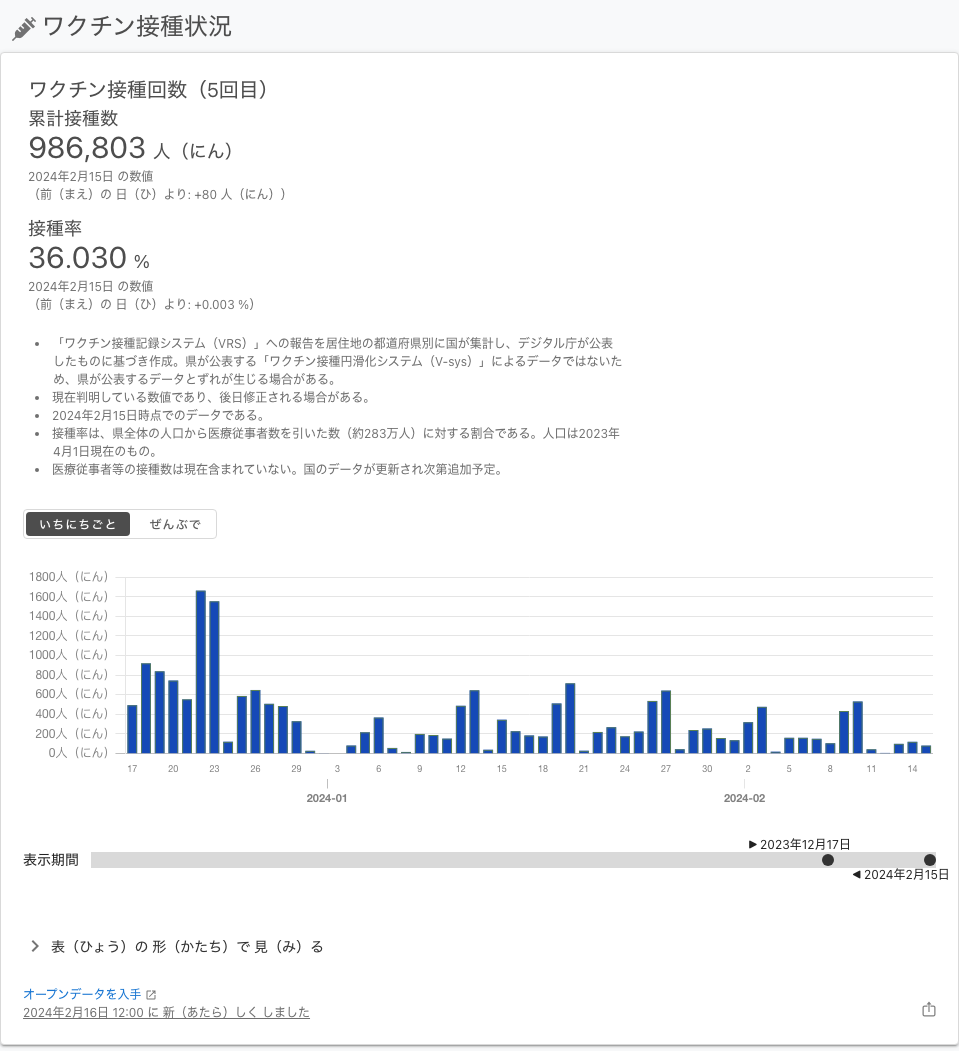 ワクチン接種状況
ワクチン接種回数（5回目）
累計接種数
986,803 人（にん）
2024年2月15日 の数値
（前（まえ）の 日（ひ）より: +80 人（にん））
接種率
36.030 %
2024年2月15日 の数値
（前（まえ）の 日（ひ）より: +0.003 %）
• 「ワクチン接種記録システム（VRS）」への報告を居住地の都道府県別に国が集計し、デジタル庁が公表
したものに基づき作成。県が公表する「ワクチン接種円滑化システム（V-sys）」によるデータではないた
め、県が公表するデータとずれが生じる場合がある。
• 現在判明している数値であり、後日修正される場合がある。
• 2024年2月15日時点でのデータである。
• 接種率は、県全体の人口から医療従事者数を引いた数（約283万人）に対する割合である。人口は2023年
4月1日現在のもの。
• 医療従事者等の接種数は現在含まれていない。国のデータが更新され次第追加予定。
いちにちごと ぜんぶで
1800人（にん）
1600人（にん）
1400人（にん）
1200人（にん）
1000人（にん）
800人（にん）
600人（にん）
400人（にん）
200人（にん）
0人（にん）
17 20 23 26 29 3 6 9 12 15 18 21 24 27 30 2 5 8 11 14
2024-01 2024-02
▶ 2023年12月17日
表示期間
◀ 2024年2月15日
表（ひょう）の 形（かたち）で 見（み）る
オープンデータを入手
2024年2月16日 12:00 に 新（あたら）しく しました